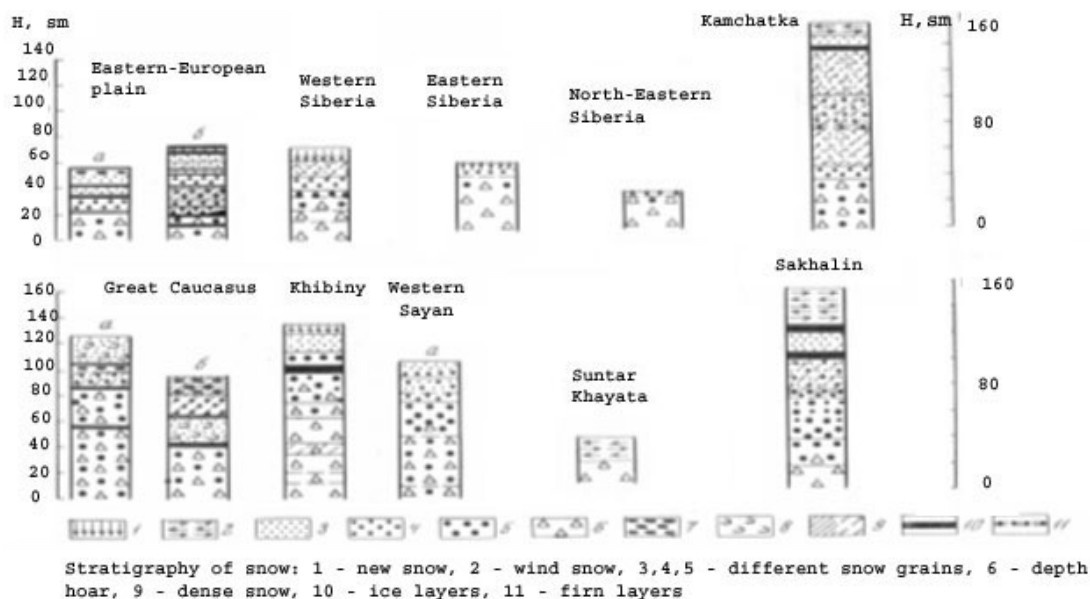 H, sm
Kamchatka
H,sm
160
140
Eastern-European
plain
Western
Siberia
Eastern
Siberia
North-Eastern
Siberia
120
100
80
60
40
20
0
a
б
80
0
Great Caucasus
Khibiny
Western
Sayan
Suntar
Khayata
Sakhalin
160
140
120
100
80
60
40
20
0
a
б
a
160
80
0
1 2 3 4 5 6 7 8 9 10 11
Stratigraphy of snow: 1 - new snow, 2 - wind snow, 3,4,5 - different snow grains, 6 - depth
hoar, 9 - dense snow, 10 - ice layers, 11 - firn layers